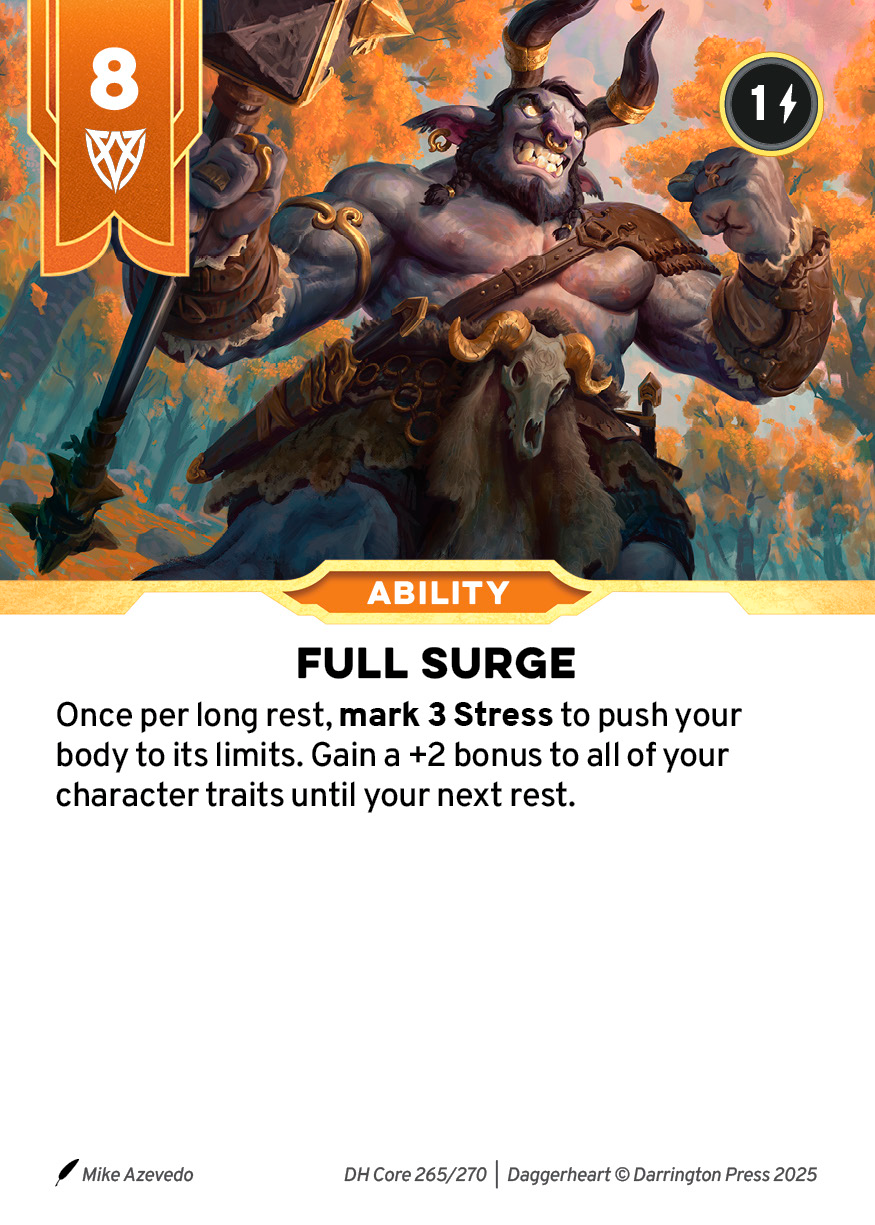 8
1
ABILITY
FULL SURGE
Once per long rest, mark 3 Stress to push your
body to its limits. Gain a +2 bonus to all of your
character traits until your next rest.
Mike Azevedo
DH Core 265/270 | Daggerheart © Darrington Press 2025